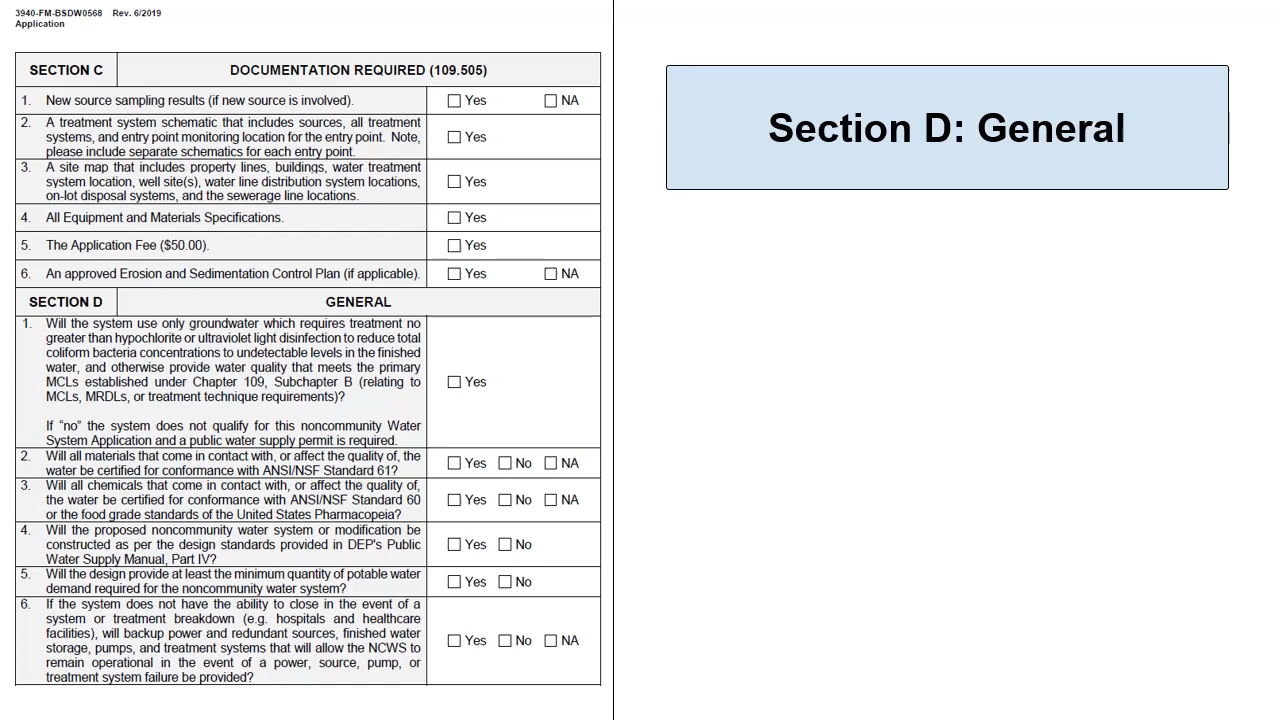 3940-FM-BSDW0568 Rev. 6/2019
Application
SECTION C DOCUMENTATION REQUIRED (109.505)
1. New source sampling results (if new source is involved). Yes NA
2. A treatment system schematic that includes sources, all treatment
systems, and entry point monitoring location for the entry point. Note,
please include separate schematics for each entry point.
Yes
3. A site map that includes property lines, buildings, water treatment
system location, well site(s), water line distribution system locations,
on-lot disposal systems, and the sewerage line locations.
Yes
4. All Equipment and Materials Specifications. Yes
5. The Application Fee ($50.00). Yes
6. An approved Erosion and Sedimentation Control Plan (if applicable). Yes NA
SECTION D GENERAL
1. Will the system use only groundwater which requires treatment no
greater than hypochlorite or ultraviolet light disinfection to reduce total
coliform bacteria concentrations to undetectable levels in the finished
water, and otherwise provide water quality that meets the primary
MCLs established under Chapter 109, Subchapter B (relating to
MCLs, MRDLs, or treatment technique requirements)?
If “no” the system does not qualify for this noncommunity Water
System Application and a public water supply permit is required.
Yes
2. Will all materials that come in contact with, or affect the quality of, the
water be certified for conformance with ANSI/NSF Standard 61?
Yes No NA
3. Will all chemicals that come in contact with, or affect the quality of,
the water be certified for conformance with ANSI/NSF Standard 60
or the food grade standards of the United States Pharmacopeia?
Yes No NA
4. Will the proposed noncommunity water system or modification be
constructed as per the design standards provided in DEP's Public
Water Supply Manual, Part IV?
Yes No
5. Will the design provide at least the minimum quantity of potable water
demand required for the noncommunity water system?
Yes No
6. If the system does not have the ability to close in the event of a
system or treatment breakdown (e.g. hospitals and healthcare
facilities), will backup power and redundant sources, finished water
storage, pumps, and treatment systems that will allow the NCWS to
remain operational in the event of a power, source, pump, or
treatment system failure be provided?
Yes No NA
Section D: General